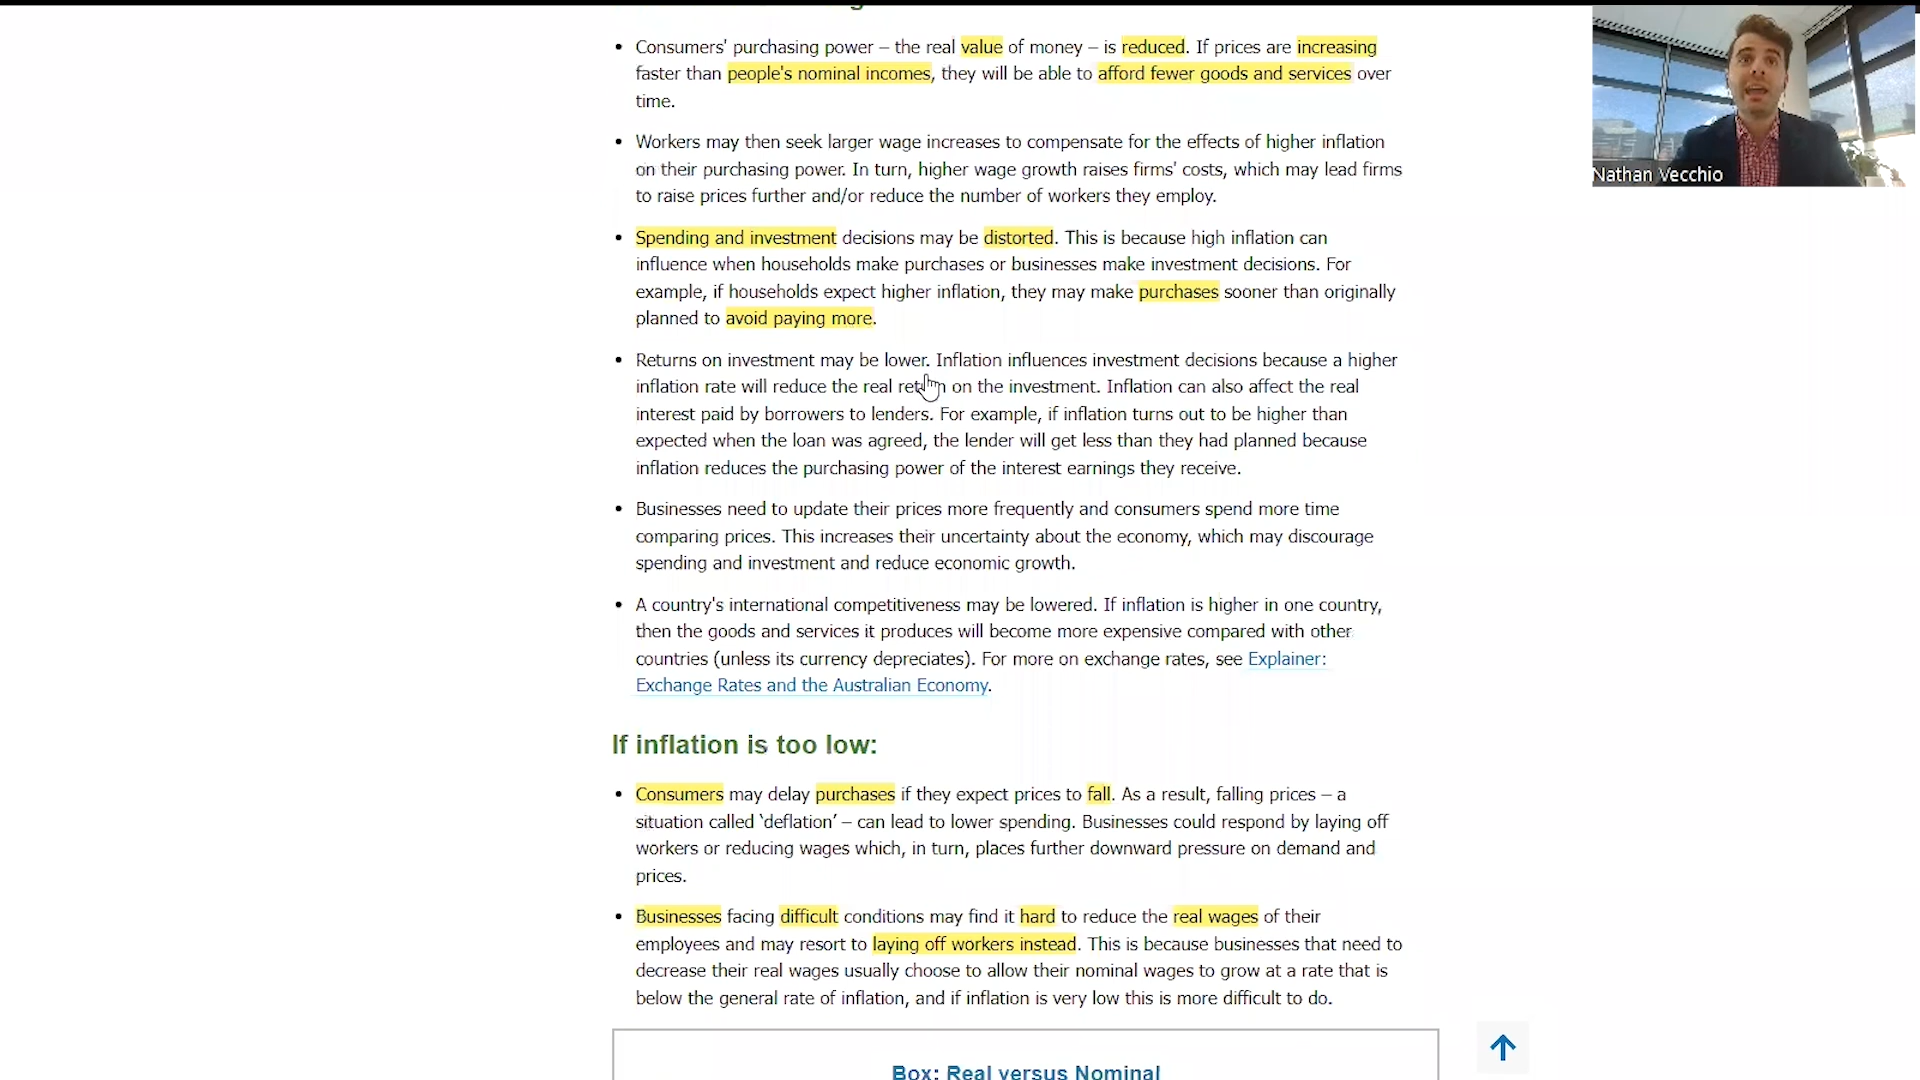 • Consumers' purchasing power – the real value of money – is reduced. If prices are increasing
faster than people's nominal incomes, they will be able to afford fewer goods and services over
time.
• Workers may then seek larger wage increases to compensate for the effects of higher inflation
on their purchasing power. In turn, higher wage growth raises firms' costs, which may lead firms
to raise prices further and/or reduce the number of workers they employ.
• Spending and investment decisions may be distorted. This is because high inflation can
influence when households make purchases or businesses make investment decisions. For
example, if households expect higher inflation, they may make purchases sooner than originally
planned to avoid paying more.
• Returns on investment may be lower. Inflation influences investment decisions because a higher
inflation rate will reduce the real return on the investment. Inflation can also affect the real
interest paid by borrowers to lenders. For example, if inflation turns out to be higher than
expected when the loan was agreed, the lender will get less than they had planned because
inflation reduces the purchasing power of the interest earnings they receive.
• Businesses need to update their prices more frequently and consumers spend more time
comparing prices. This increases their uncertainty about the economy, which may discourage
spending and investment and reduce economic growth.
• A country's international competitiveness may be lowered. If inflation is higher in one country,
then the goods and services it produces will become more expensive compared with other
countries (unless its currency depreciates). For more on exchange rates, see Explainer:
Exchange Rates and the Australian Economy.
If inflation is too low:
• Consumers may delay purchases if they expect prices to fall. As a result, falling prices – a
situation called ‘deflation’ – can lead to lower spending. Businesses could respond by laying off
workers or reducing wages which, in turn, places further downward pressure on demand and
prices.
• Businesses facing difficult conditions may find it hard to reduce the real wages of their
employees and may resort to laying off workers instead. This is because businesses that need to
decrease their real wages usually choose to allow their nominal wages to grow at a rate that is
below the general rate of inflation, and if inflation is very low this is more difficult to do.
Box: Real versus Nominal
Nathan Vecchio